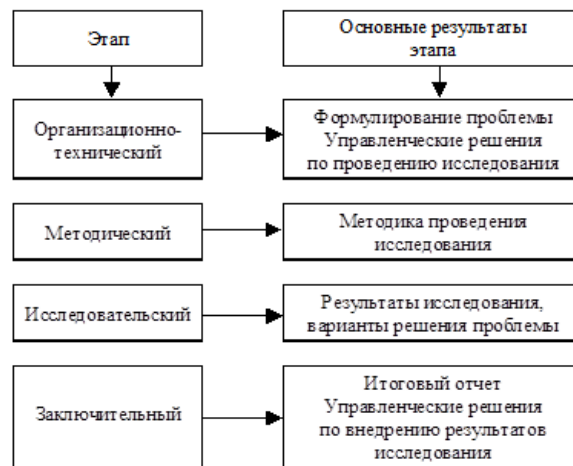 Этап
Основные результаты
этапа
Организационно-
технический
Формулирование проблемы
Управленческие решения
по проведению исследования
Методический
Методика проведения
исследования
Исследовательский
Результаты исследования,
варианты решения проблемы
Заключительный
Итоговый отчет
Управленческие решения
по внедрению результатов
исследования